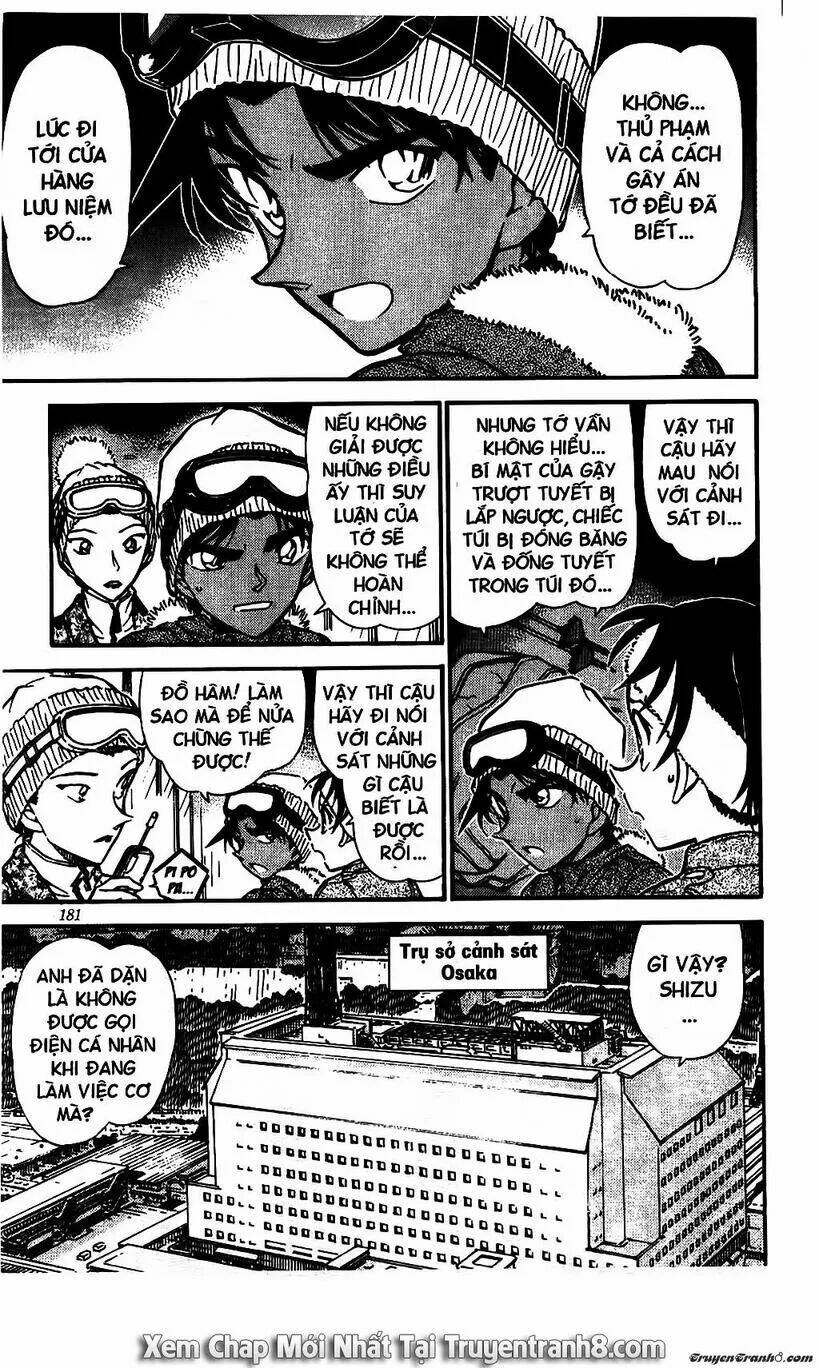 KHÔNG...
THỦ PHẠM
VÀ CẢ CÁCH
GÂY ÁN
TỚ ĐỀU ĐÃ
BIẾT...
LÚC ĐI
TỚI CỬA
HÀNG
LƯU NIỆM
ĐÓ...
VẬY THÌ
CẬU HÃY
MAU NÓI
VỚI CẢNH
SÁT ĐI...
NHƯNG TỚ VẪN
KHÔNG HIỂU...
BÍ MẬT CỦA GẬY
TRƯỢT TUYẾT BỊ
LẮP NGƯỢC, CHIẾC
TÚI BỊ ĐÓNG BĂNG
VÀ ĐỐNG TUYẾT
TRONG TÚI ĐÓ...
NẾU KHÔNG
GIẢI ĐƯỢC
NHỮNG ĐIỀU
ẤY THÌ SUY
LUẬN CỦA
TỚ SẼ
KHÔNG THỂ
HOÀN
CHỈNH...
VẬY THÌ CẬU
HÃY ĐI NÓI
VỚI CẢNH
SÁT NHỮNG
GÌ CẬU
BIẾT LÀ
ĐƯỢC
RỒI...
ĐỒ HÂM! LÀM
SAO MÀ ĐỂ NỬA
CHỪNG THẾ
ĐƯỢC!
PI PO
PA...
181
Trụ sở cảnh sát
Osaka
GÌ VẬY?
SHIZU
...
ANH ĐÃ DẶN
LÀ KHÔNG
ĐƯỢC GỌI
ĐIỆN CÁ NHÂN
KHI ĐANG
LÀM VIỆC CƠ
MÀ?
Xem Chap Mới Nhất Tại Truyentranh8.com
TruyenTranh8.com